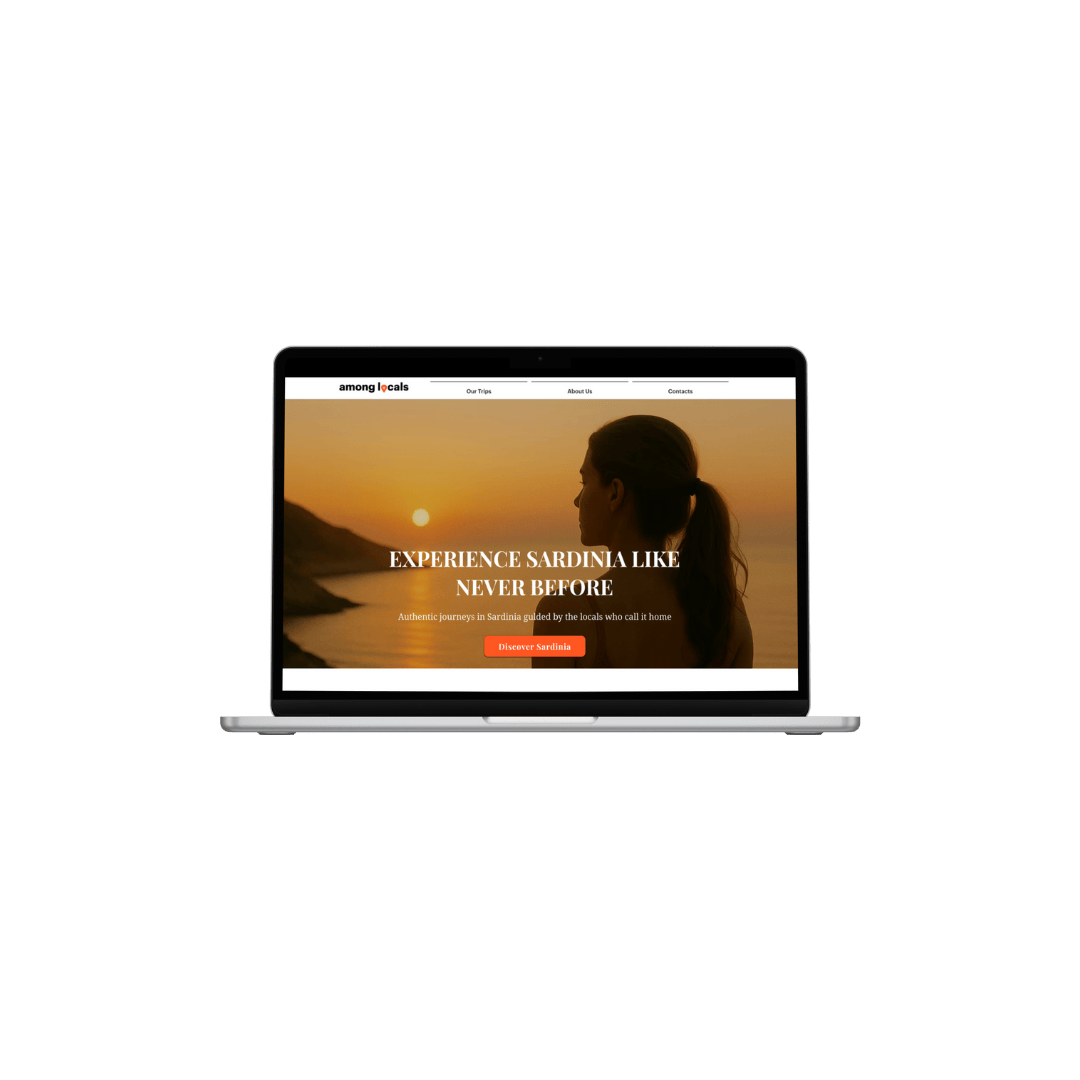 among locals
Our Trips
About Us
Contacts
EXPERIENCE SARDINIA LIKE
NEVER BEFORE
Authentic journeys in Sardinia guided by the locals who call it home
Discover Sardinia